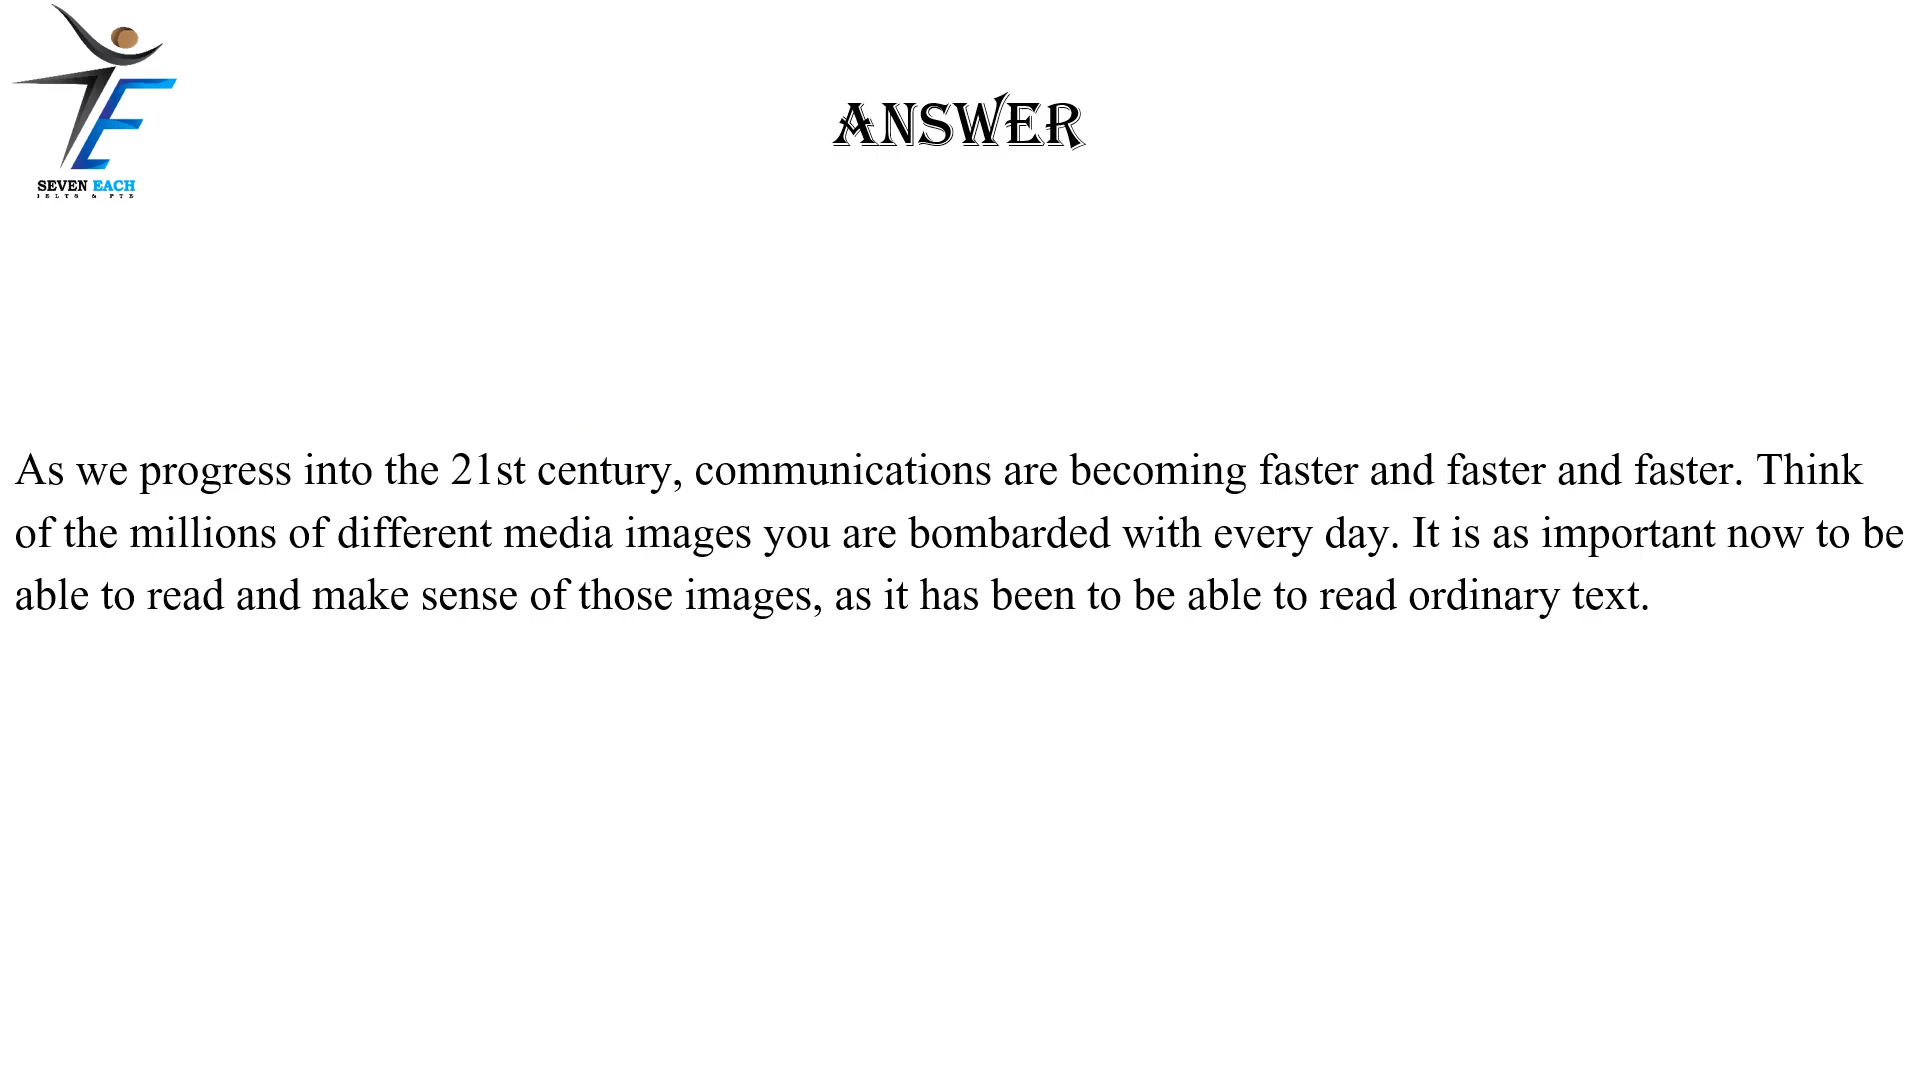 SEVEN EACH
IELTS & PTE
ANSWER
As we progress into the 21st century, communications are becoming faster and faster and faster. Think
of the millions of different media images you are bombarded with every day. It is as important now to be
able to read and make sense of those images, as it has been to be able to read ordinary text.